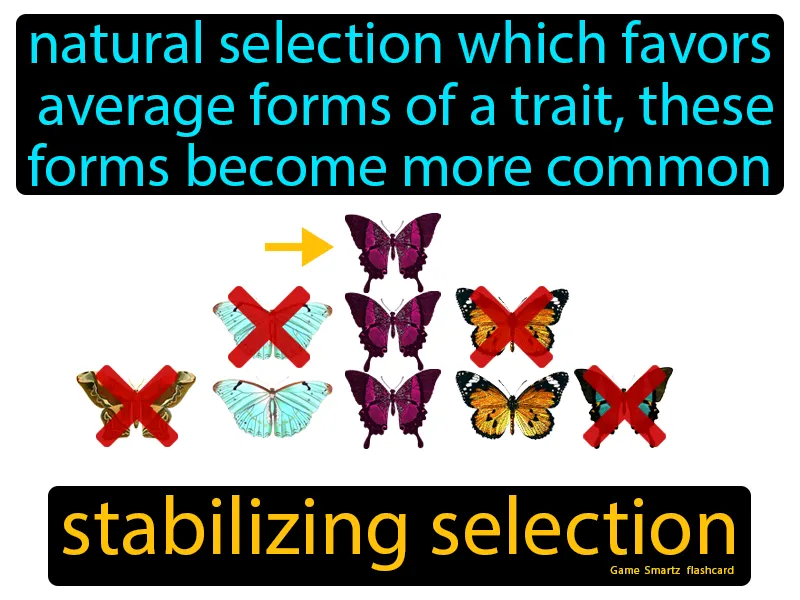 natural selection which favors
average forms of a trait, these
forms become more common
stabilizing selection
Game Smartz flashcard